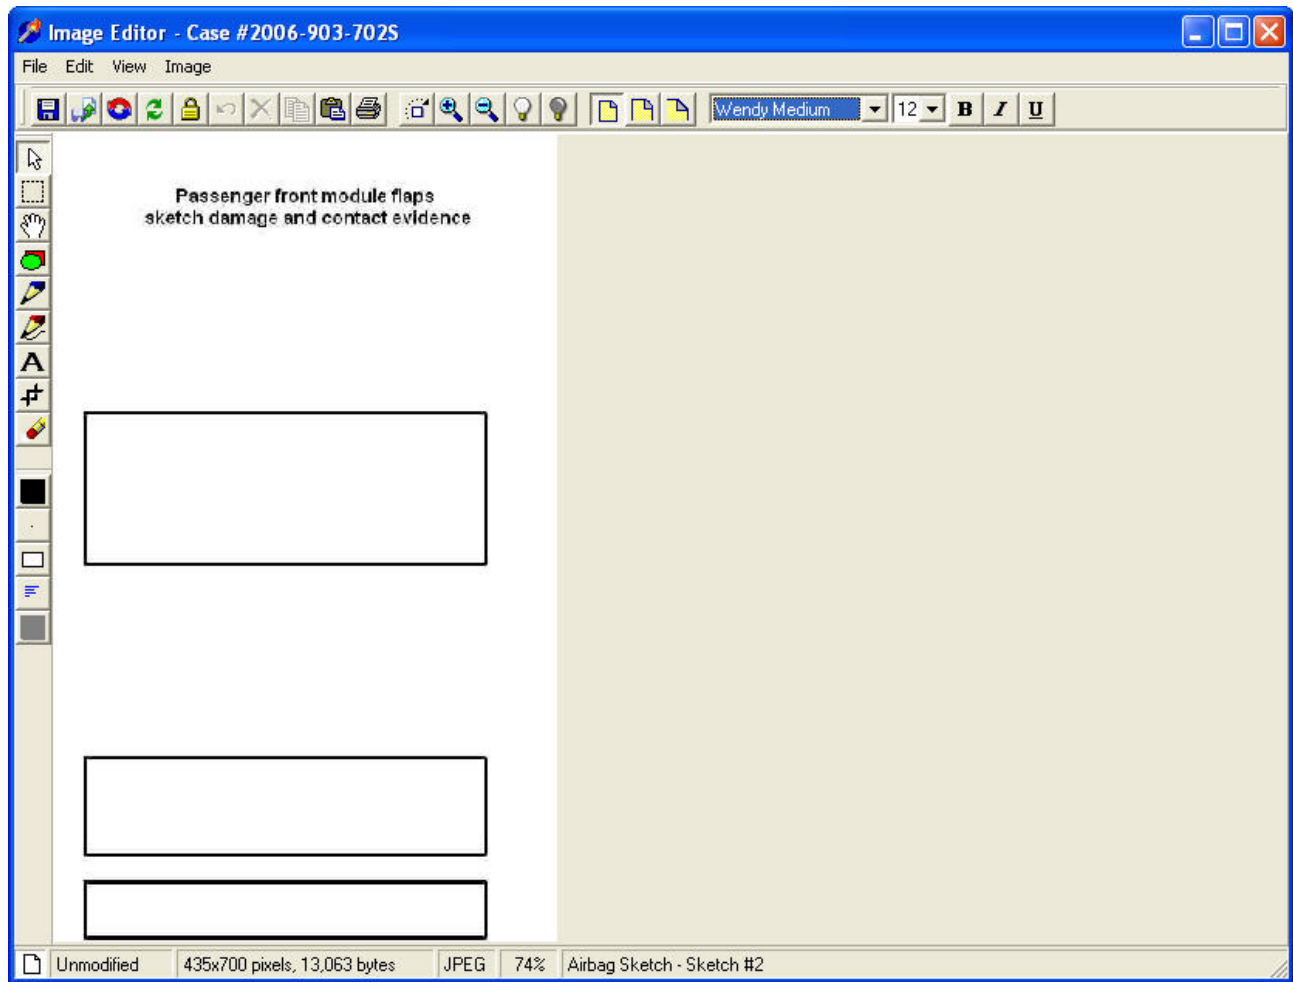 Image Editor - Case #2006-903-702S
File Edit View Image
Wendy Medium 12 B I U
A
Passenger front module flaps
sketch damage and contact evidence
Unmodified 435x700 pixels, 13,063 bytes JPEG 74% Airbag Sketch - Sketch #2